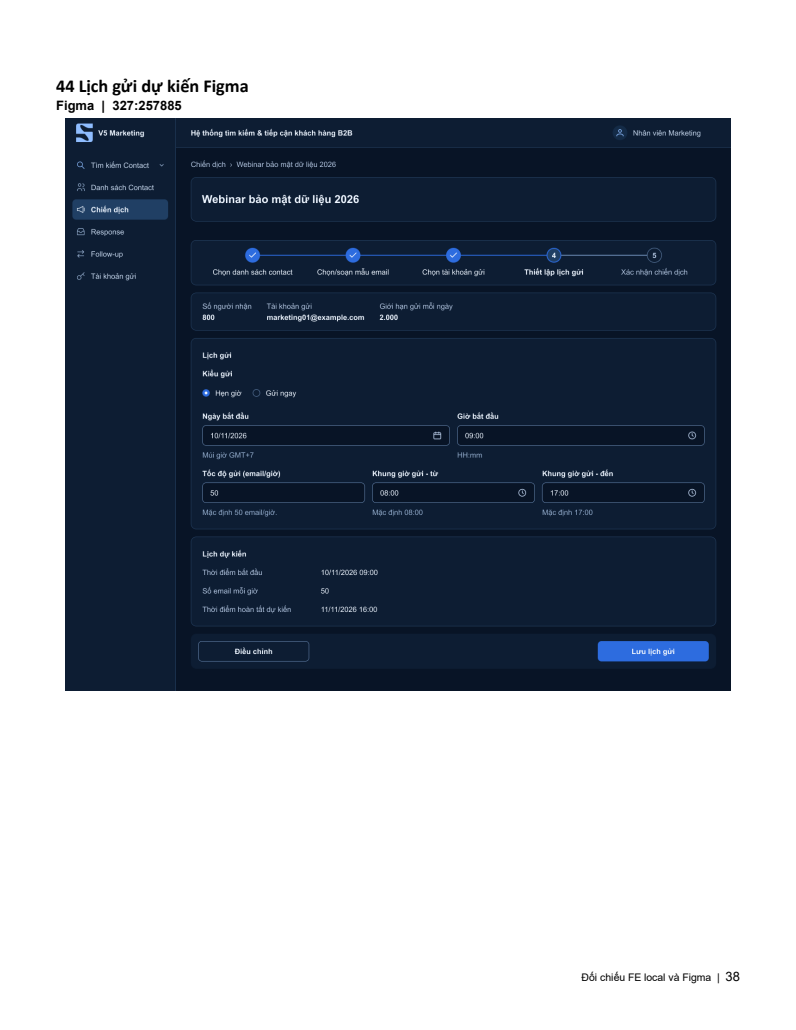 44 Lịch gửi dự kiến Figma
Figma | 327:257885
V5 Marketing
Hệ thống tìm kiếm & tiếp cận khách hàng B2B
Nhân viên Marketing
Tìm kiếm Contact
Danh sách Contact
Chiến dịch
Response
Follow-up
Tài khoản gửi
Chiến dịch › Webinar bảo mật dữ liệu 2026
Webinar bảo mật dữ liệu 2026
4
5
Chọn danh sách contact
Chọn/soạn mẫu email
Chọn tài khoản gửi
Thiết lập lịch gửi
Xác nhận chiến dịch
Số người nhận
Tài khoản gửi
Giới hạn gửi mỗi ngày
800
marketing01@example.com
2.000
Lịch gửi
Kiểu gửi
Hẹn giờ
Gửi ngay
Ngày bắt đầu
Giờ bắt đầu
10/11/2026
09:00
Múi giờ GMT+7
HH:mm
Tốc độ gửi (email/giờ)
Khung giờ gửi - từ
Khung giờ gửi - đến
50
08:00
17:00
Mặc định 50 email/giờ.
Mặc định 08:00
Mặc định 17:00
Lịch dự kiến
Thời điểm bắt đầu
10/11/2026 09:00
Số email mỗi giờ
50
Thời điểm hoàn tất dự kiến
11/11/2026 16:00
Điều chỉnh
Lưu lịch gửi
Đối chiếu FE local và Figma | 38